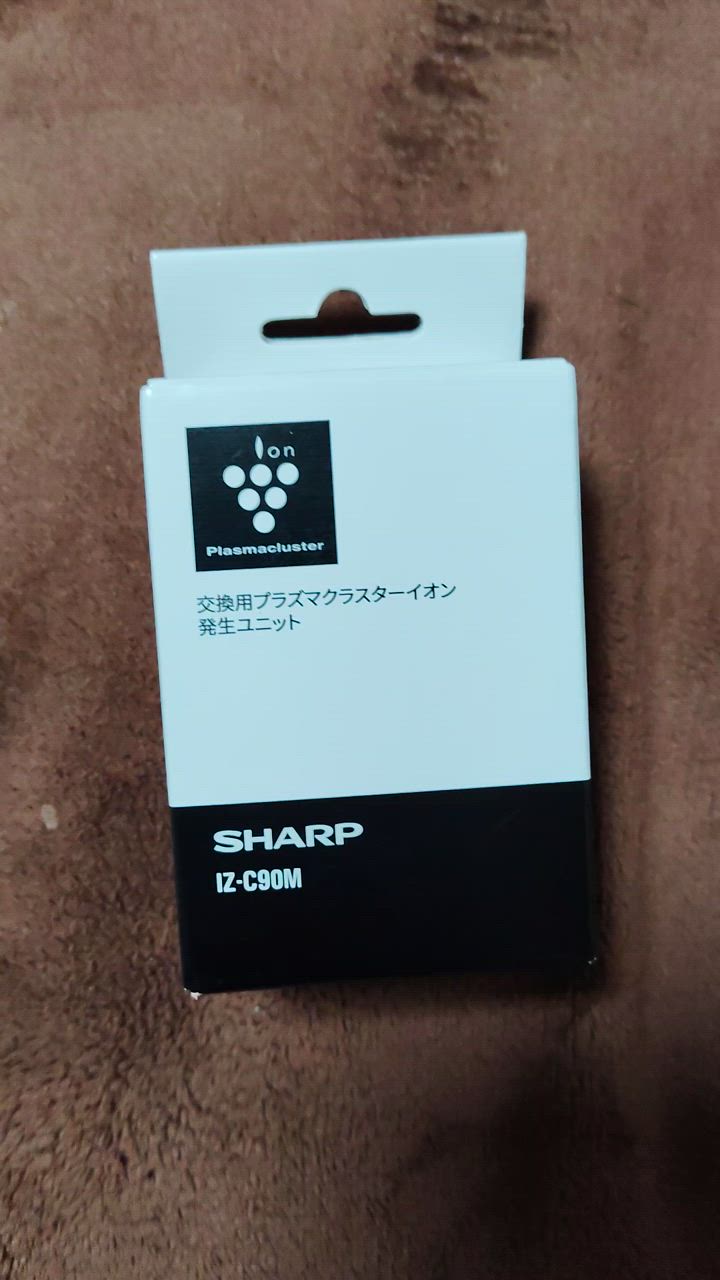 Ion
Plasmacluster
交換用プラズマクラスターイオン
発生ユニット
SHARP
IZ-C90M